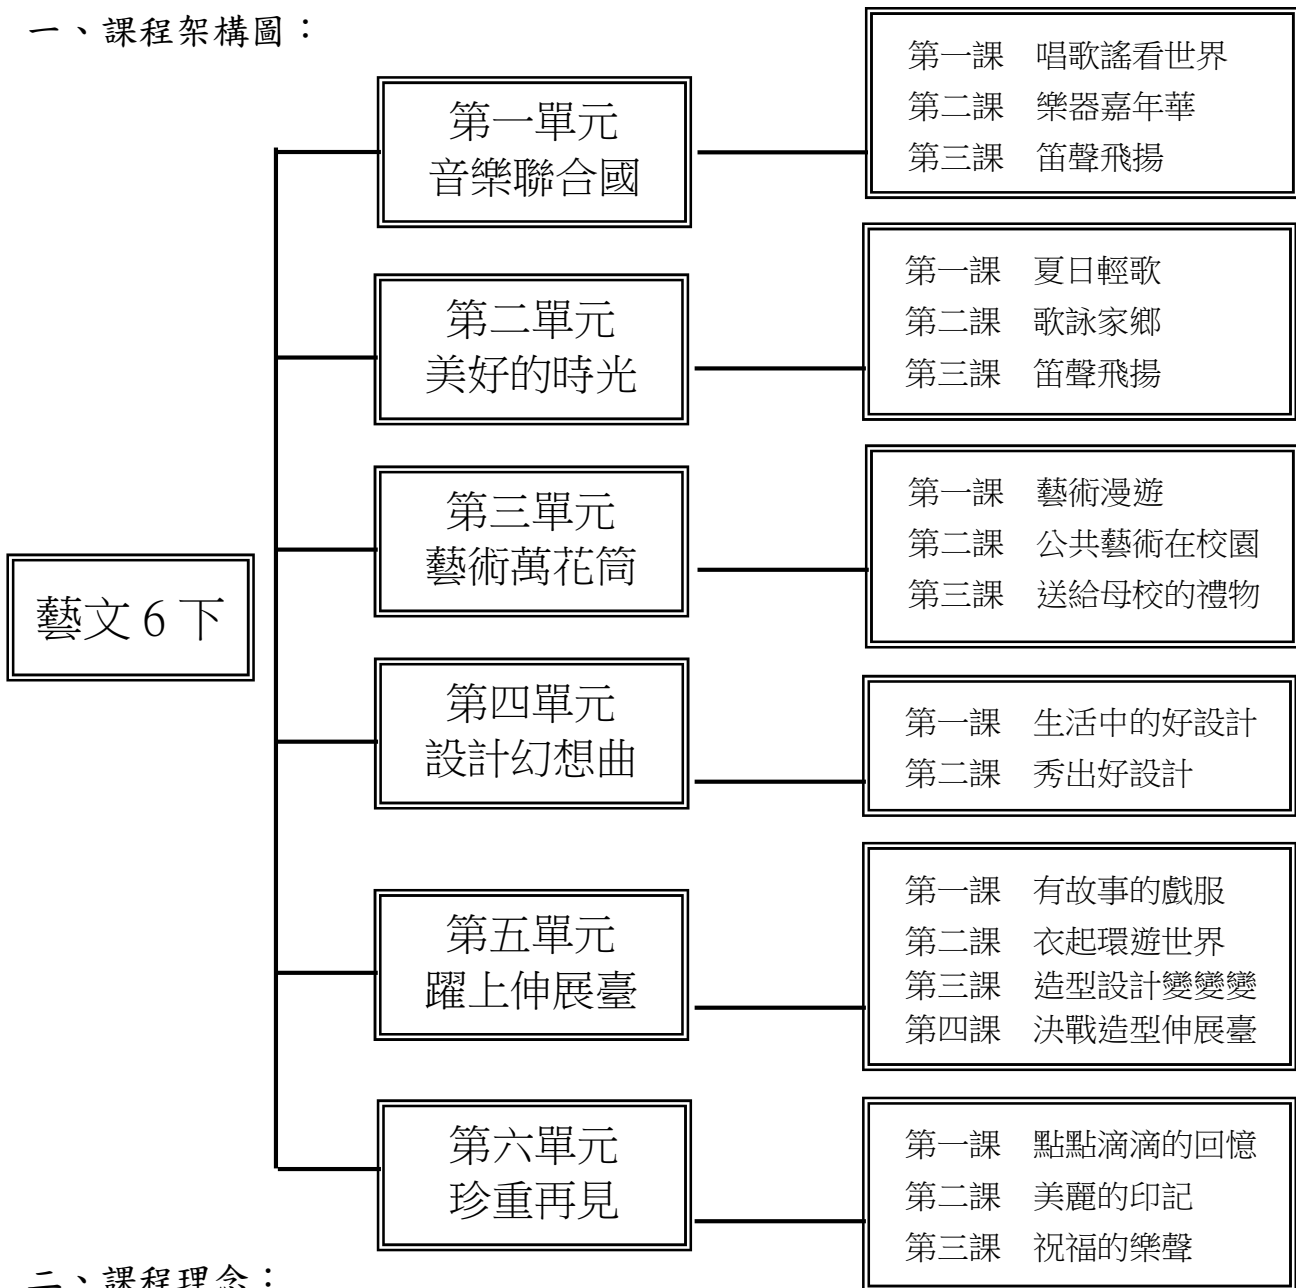 一、課程架構圖：
藝文6下
第一單元
音樂聯合國
第一課　唱歌謠看世界
第二課　樂器嘉年華
第三課　笛聲飛揚
第二單元
美好的時光
第一課　夏日輕歌
第二課　歌詠家鄉
第三課　笛聲飛揚
第三單元
藝術萬花筒
第一課　藝術漫遊
第二課　公共藝術在校園
第三課　送給母校的禮物
第四單元
設計幻想曲
第一課　生活中的好設計
第二課　秀出好設計
第五單元
躍上伸展臺
第一課　有故事的戲服
第二課　衣起環遊世界
第三課　造型設計變變變
第四課　決戰造型伸展臺
第六單元
珍重再見
第一課　點點滴滴的回憶
第二課　美麗的印記
第三課　祝福的樂聲
二、課程理念：